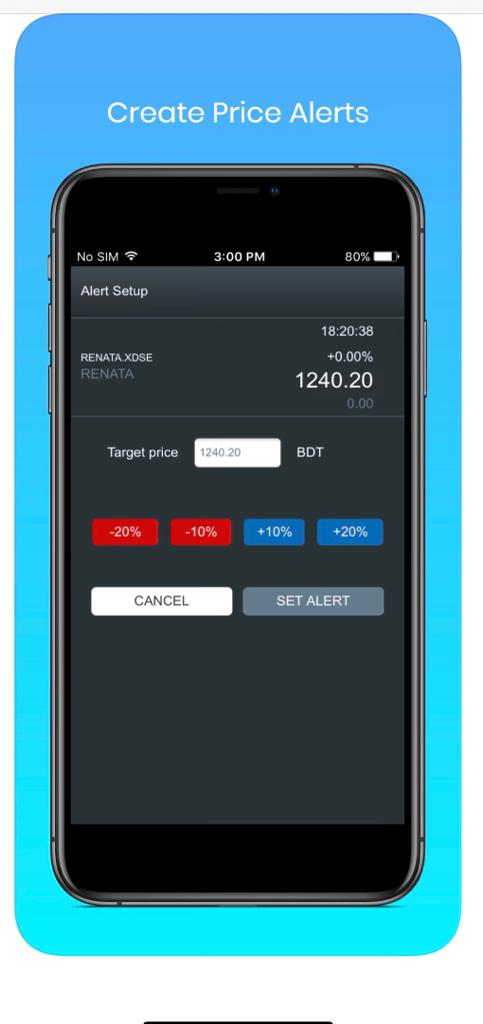 Create Price Alerts
No SIM 3:00 PM 80%
Alert Setup
18:20:38
RENATA.XDSE +0.00%
RENATA 1240.20
0.00
Target price 1240.20 BDT
-20% -10% +10% +20%
CANCEL SET ALERT